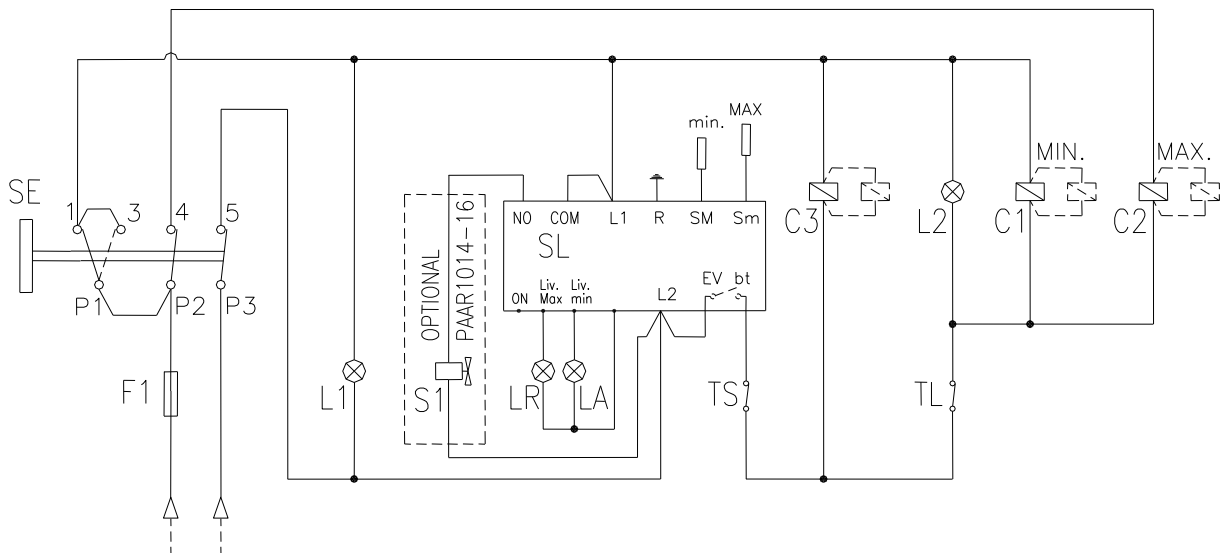 MAX
min.
MIN.
MAX.
SE
1
3
4
5
OPTIONAL
PAAR1014-16
NO
COM
L1
R
SM
Sm
SL
C3
L2
C1
C2
P1
P2
P3
ON
Liv.
Max
Liv.
min
L2
EV
bt
F1
L1
S1
LR
LA
TS
TL